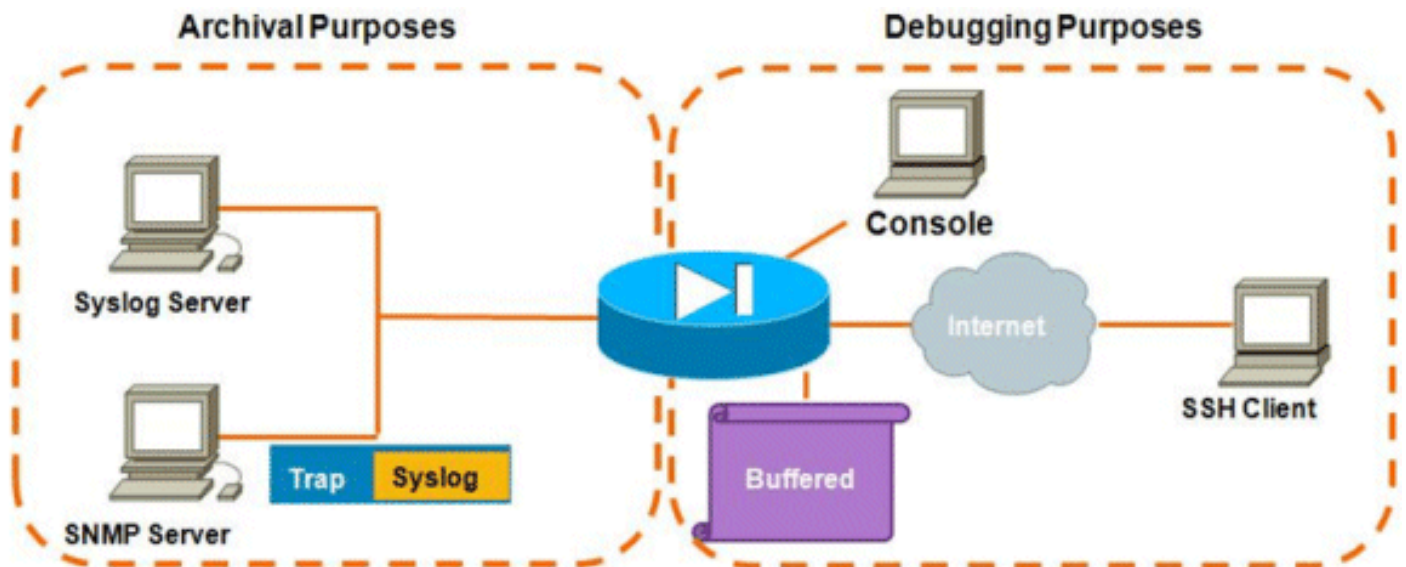 Archival Purposes
Debugging Purposes
Syslog Server
SNMP Server
Trap
Syslog
Console
Internet
SSH Client
Buffered